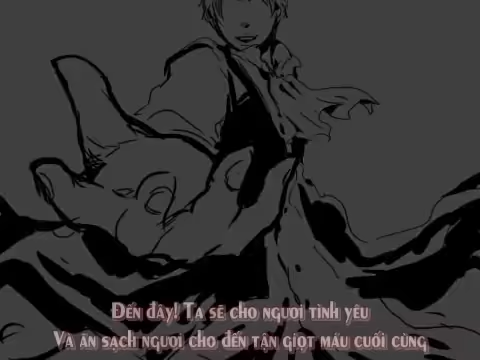 Đến đây! Ta sẽ cho ngươi tình yêu
Và ăn sạch ngươi cho đến tận giọt máu cuối cùng